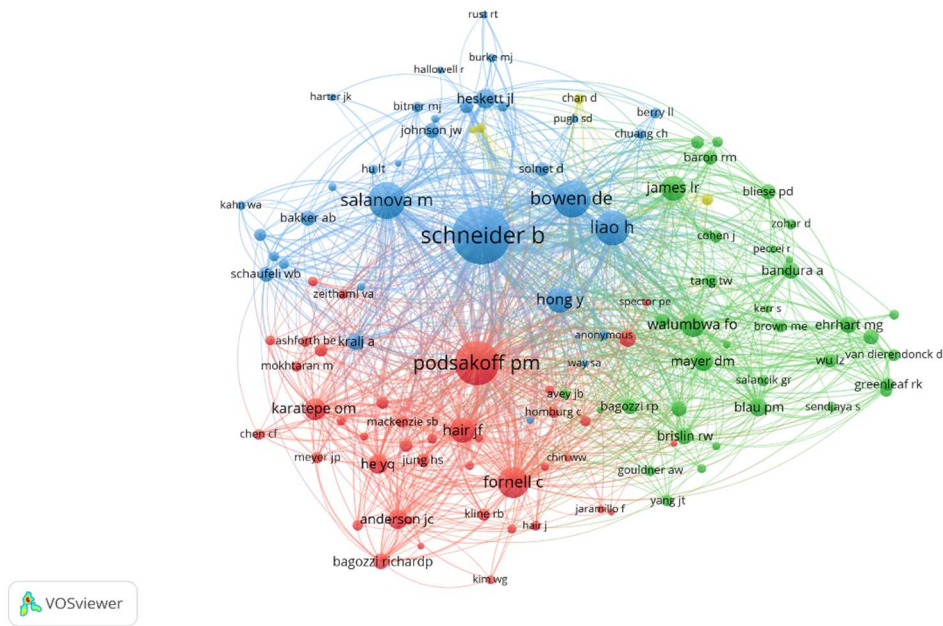 rust rt
burke mj
hallowell r
harter jk
heskett jl
chan d
bitner mj
pugh sd
berry ll
johnson jw
chuang ch
baron rm
hu lt
solnet d
james lr
bliese pd
salanova m
bowen de
kahn wa
bakker ab
liao h
zohar d
schneider b
cohen j
peccei r
schaufeli wb
bandura a
tang tw
zeithaml va
hong y
spector pe
kerr s
walumbwa fo
brown me
ehrhart mg
anonymous
ashforth be
kralj a
van dierendonck d
mokhtaran m
podsakoff pm
way sa
mayer dm
wu lz
salancik gr
greenleaf rk
avey jb
karatepe om
homburg c
bagozzi rp
blau pm
sendjaya s
mackenzie sb
chen cf
hair jf
brislin rw
meyer jp
he yq
jung hs
chin ww
gouldner aw
fornell c
yang jt
anderson jc
kline rb
hair j
jaramillo f
bagozzi richardp
kim wg
VOSviewer